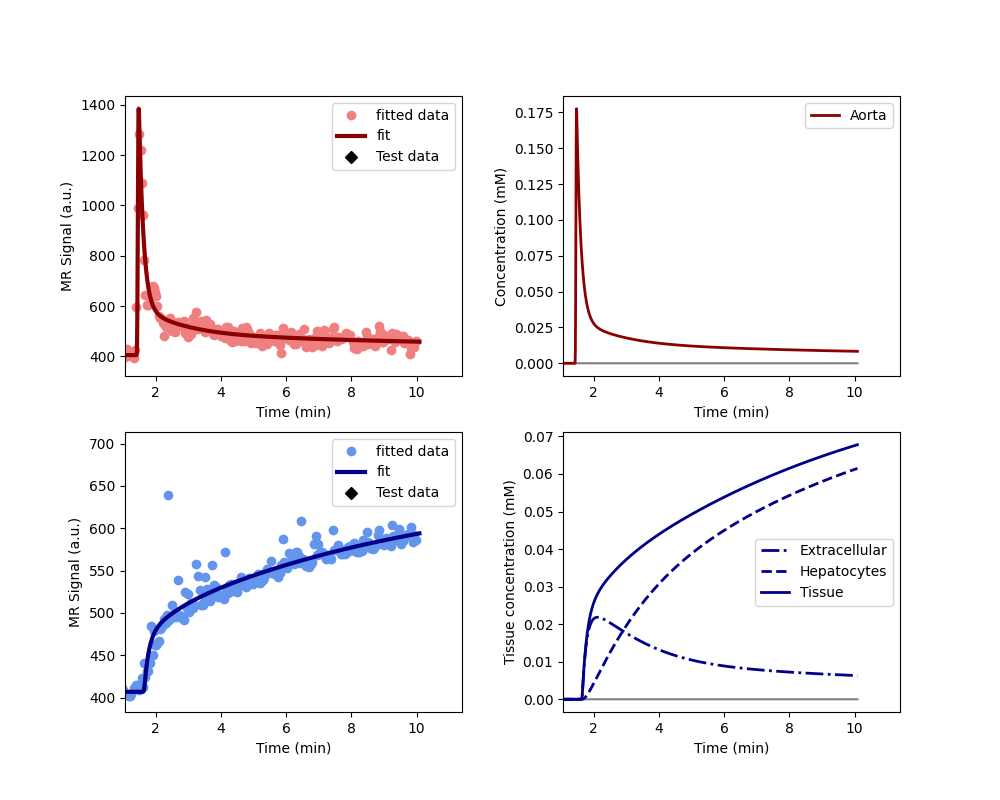 1400
1200
1000
800
600
400
MR Signal (a.u.)
2
4
6
8
10
Time (min)
fitted data
fit
Test data
0.175
0.150
0.125
0.100
0.075
0.050
0.025
0.000
Concentration (mM)
2
4
6
8
10
Time (min)
Aorta
700
650
600
550
500
450
400
MR Signal (a.u.)
2
4
6
8
10
Time (min)
fitted data
fit
Test data
0.07
0.06
0.05
0.04
0.03
0.02
0.01
0.00
Tissue concentration (mM)
2
4
6
8
10
Time (min)
Extracellular
Hepatocytes
Tissue